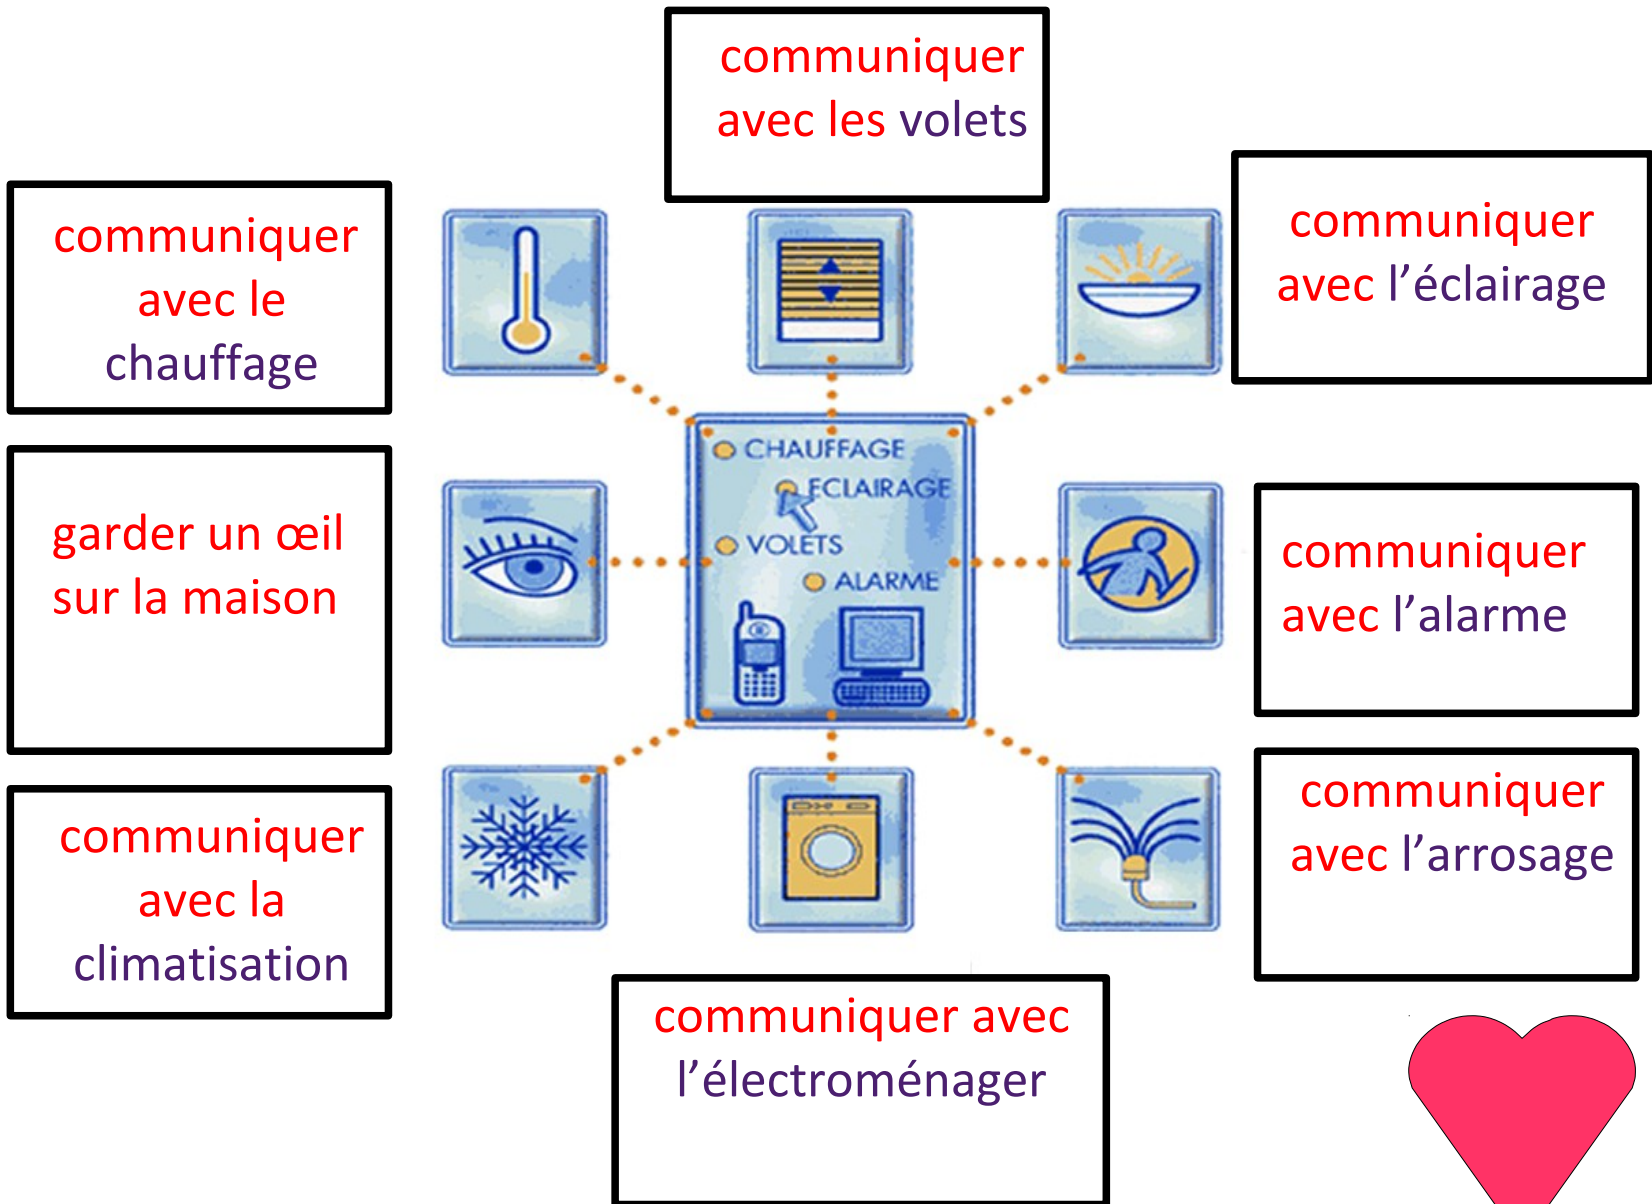 communiquer
avec les volets
communiquer
avec le
chauffage
communiquer
avec l’éclairage
garder un œil
sur la maison
CHAUFFAGE
ECLAIRAGE
VOLETS
ALARME
communiquer
avec l’alarme
communiquer
avec la
climatisation
communiquer
avec l’arrosage
communiquer avec
l’électroménager